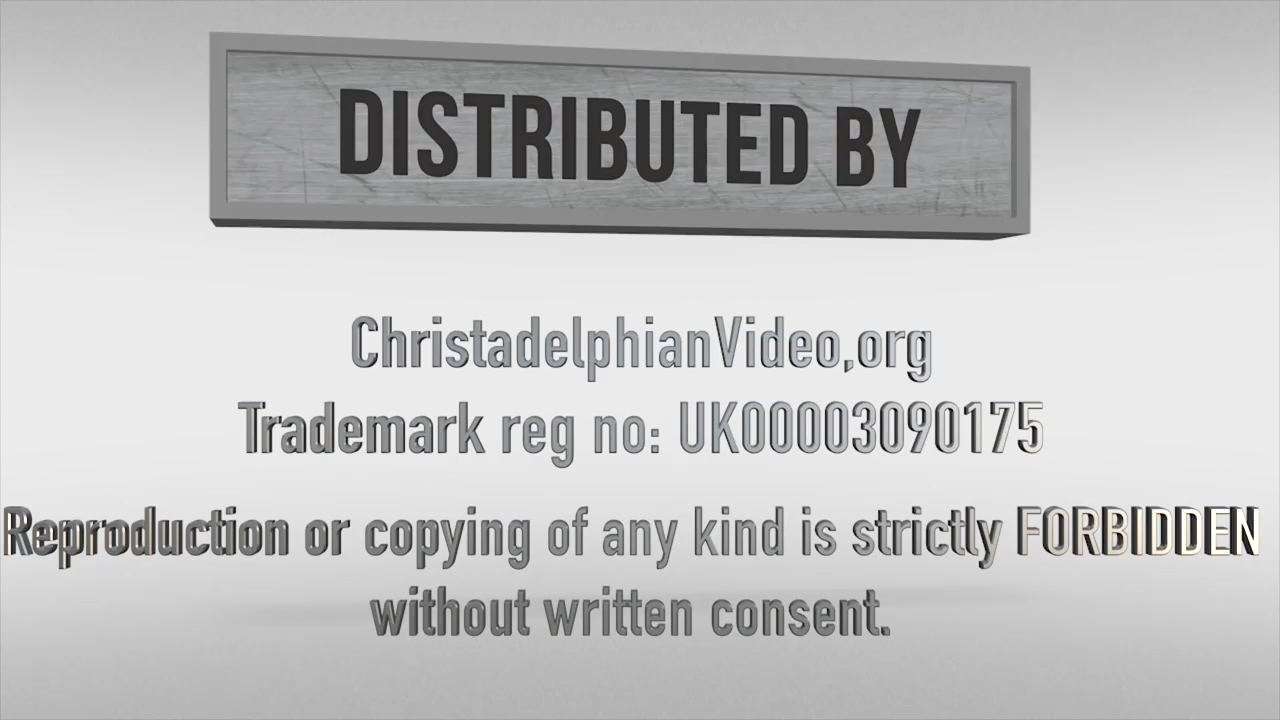 DISTRIBUTED BY
ChristadelphianVideo,org
Trademark reg no: UK00003090175
Reproduction or copying of any kind is strictly FORBIDDEN
without written consent.